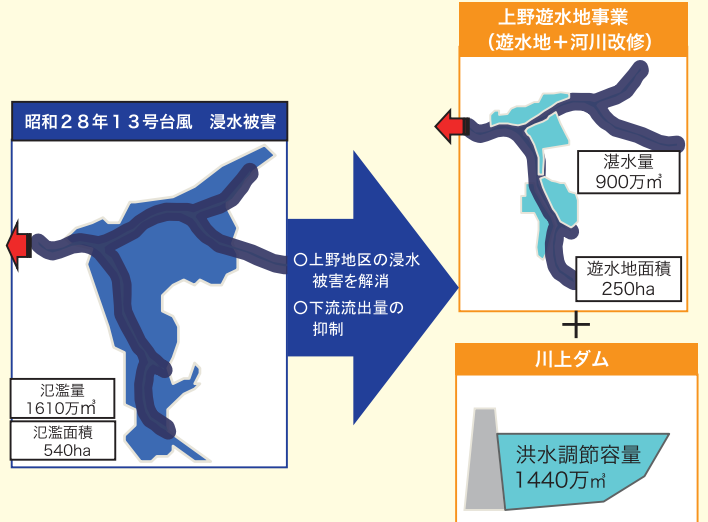 昭和２８年１３号台風　浸水被害
氾濫量
1610万㎥
氾濫面積
540ha
○上野地区の浸水
被害を解消
○下流流出量の
抑制
上野遊水地事業
（遊水地＋河川改修）
湛水量
900万㎥
遊水地面積
250ha
＋
川上ダム
洪水調節容量
1440万㎥